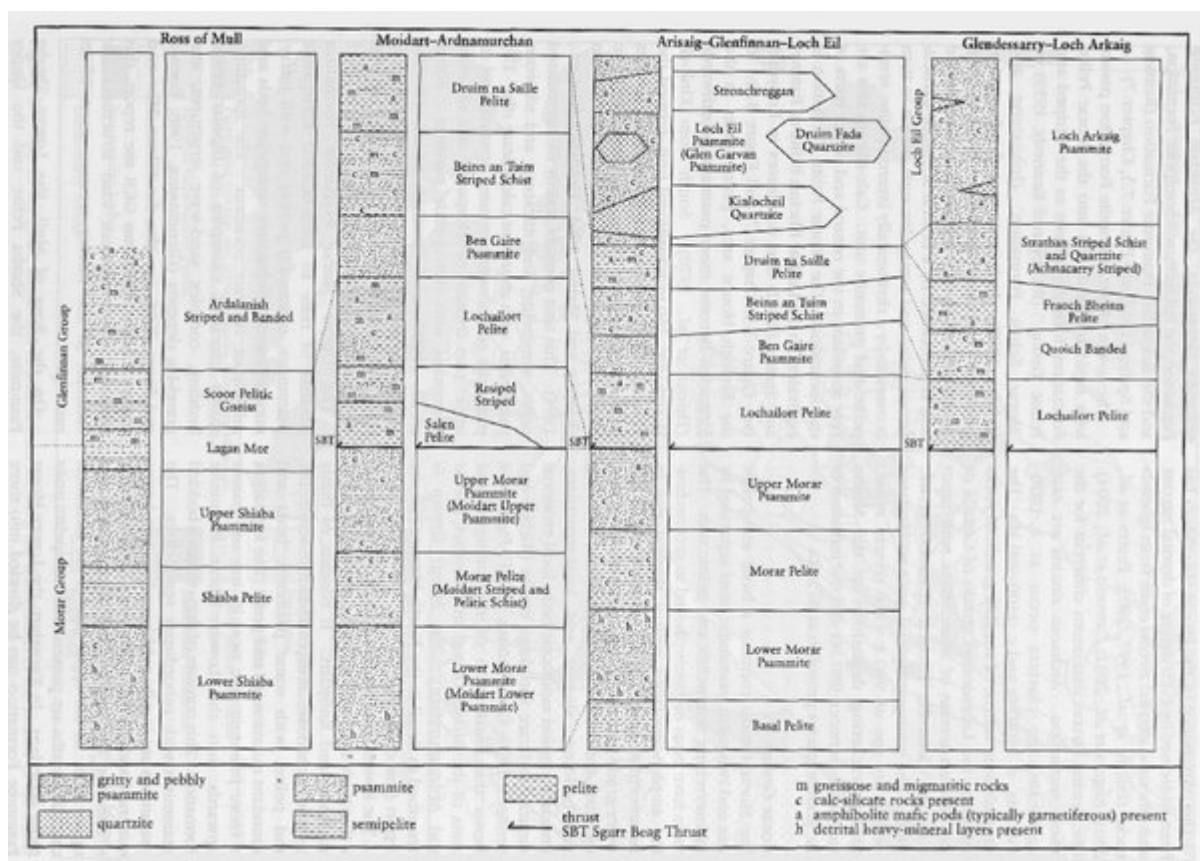 Ross of Mull
Moidart–Ardnamurchan
Arisaig–Glenfinnan–Loch Eil
Glendessarry–Loch Arkaig
Glenfinnan Group
Morar Group
Ardalanish
Striped and Banded
Scoor Pelitic
Gneiss
Lagan Mor
Upper Shiaba
Psammite
Shiaba Pelite
Lower Shiaba
Psammite
SBT
Druim na Saille
Pelite
Beinn an Tuim
Striped Schist
Ben Gaire
Psammite
Lochailort
Pelite
Resipol
Striped
Salen
Pelite
Upper Morar
Psammite
(Moidart Upper
Psammite)
Morar Pelite
(Moidart Striped and
Pelitic Schist)
Lower Morar
Psammite
(Moidart Lower
Psammite)
SBT
Stronchreggan
Loch Eil
Psammite
(Glen Garvan
Psammite)
Druim Fada
Quartzite
Kinlocheil
Quartzite
Druim na Saille
Pelite
Beinn an Tuim
Striped Schist
Ben Gaire
Psammite
Lochailort Pelite
Upper Morar
Psammite
Morar Pelite
Lower Morar
Psammite
Basal Pelite
Loch Eil Group
SBT
Loch Arkaig
Psammite
Strathan Striped Schist
and Quartzite
(Achnacarry Striped)
Fraoch Bheinn
Pelite
Quoich Banded
Lochailort Pelite
gritty and pebbly
psammite
quartzite
psammite
semipelite
pelite
thrust
SBT Sgurr Beag Thrust
m gneissose and migmatitic rocks
c calc-silicate rocks present
a amphibolite mafic pods (typically garnetiferous) present
h detrital heavy-mineral layers present